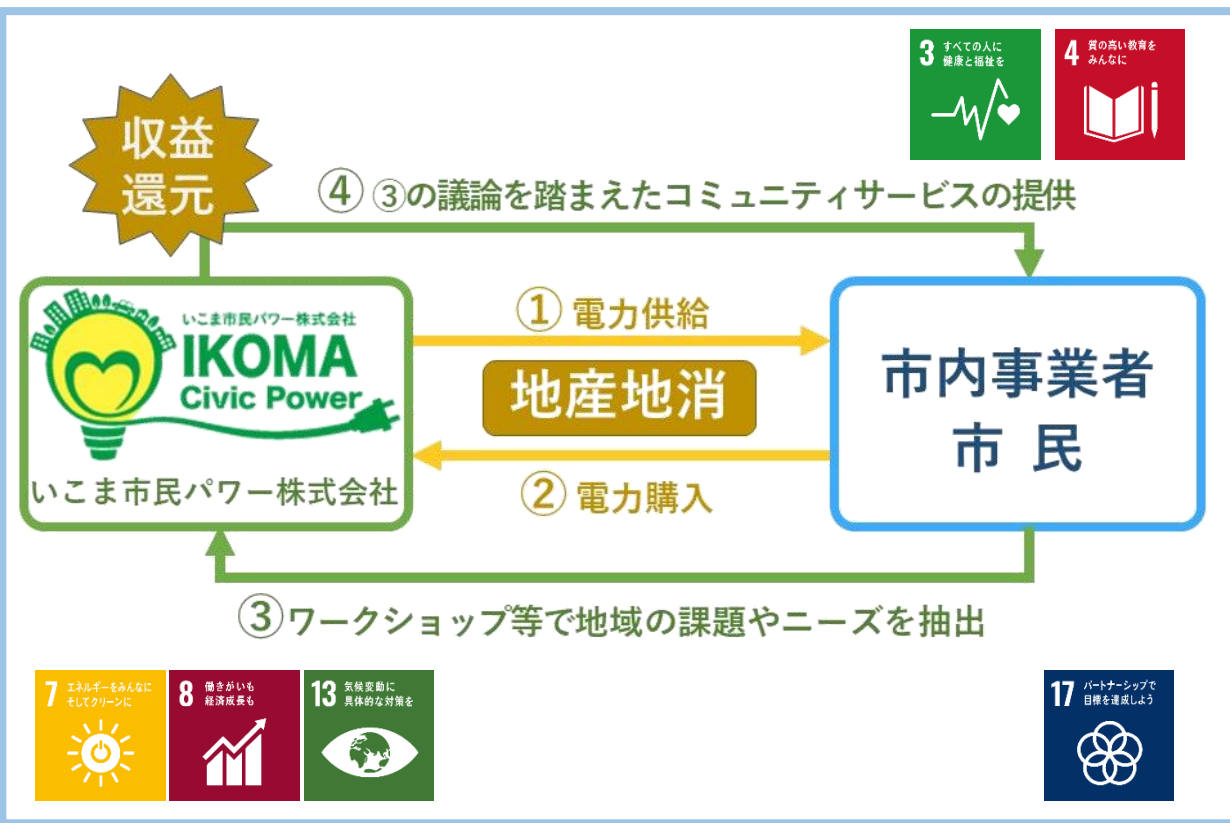 3 すべての人に
健康と福祉を
4 質の高い教育を
みんなに
収益
還元
④ ③の議論を踏まえたコミュニティサービスの提供
いこま市民パワー株式会社
IKOMA
Civic Power
いこま市民パワー株式会社
① 電力供給
地産地消
② 電力購入
市内事業者
市 民
③ワークショップ等で地域の課題やニーズを抽出
7 エネルギーをみんなに
そしてクリーンに
8 働きがいも
経済成長も
13 気候変動に
具体的な対策を
17 パートナーシップで
目標を達成しよう